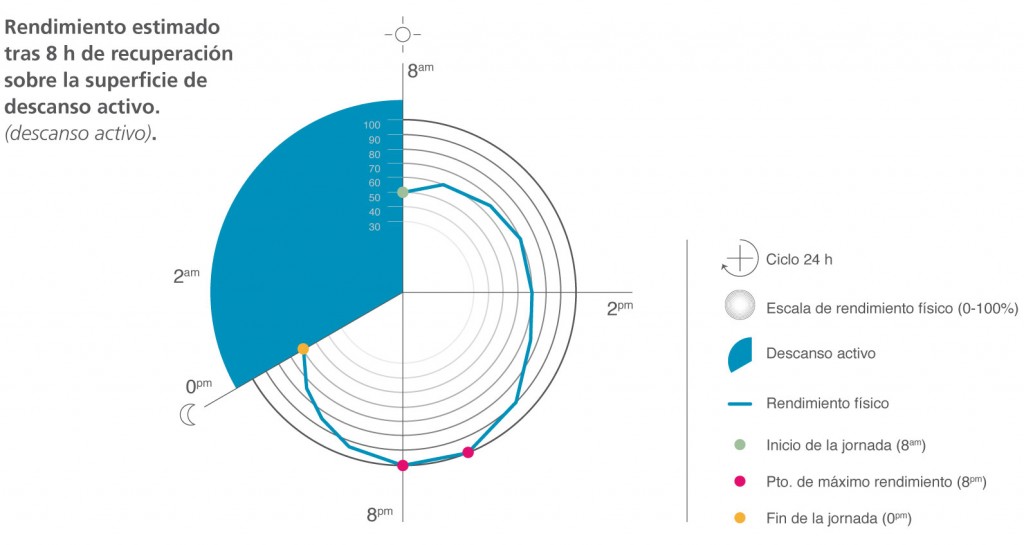 Rendimiento estimado
tras 8 h de recuperación
sobre la superficie de
descanso activo.
(descanso activo).
8am
100
90
80
70
60
50
40
30
2am
2pm
0pm
8pm
Ciclo 24 h
Escala de rendimiento físico (0-100%)
Descanso activo
Rendimiento físico
Inicio de la jornada (8am)
Pto. de máximo rendimiento (8pm)
Fin de la jornada (0pm)